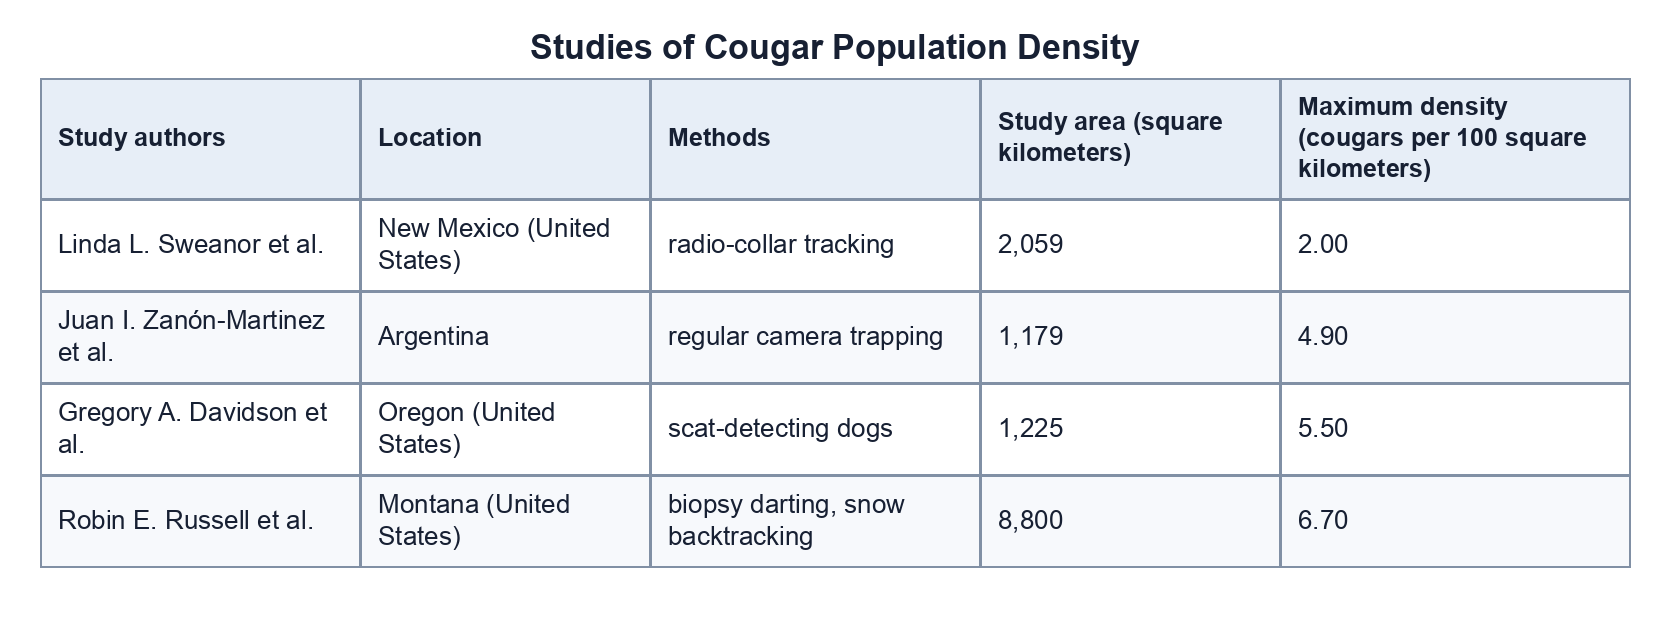 Studies of Cougar Population Density
Study authors
Location
Methods
Study area (square
kilometers)
Maximum density
(cougars per 100 square
kilometers)
Linda L. Sweanor et al.
New Mexico (United
States)
radio-collar tracking
2,059
2.00
Juan I. Zanón-Martinez
et al.
Argentina
regular camera trapping
1,179
4.90
Gregory A. Davidson et
al.
Oregon (United
States)
scat-detecting dogs
1,225
5.50
Robin E. Russell et al.
Montana (United
States)
biopsy darting, snow
backtracking
8,800
6.70